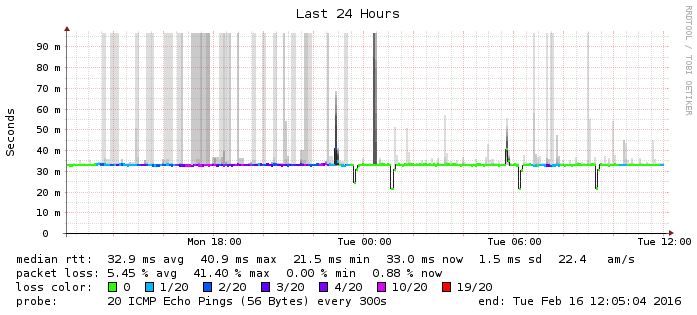 Last 24 Hours
RRDTOOL / TOBI OETIKER
Seconds
90 m
80 m
70 m
60 m
50 m
40 m
30 m
20 m
10 m
0
Mon 18:00 Tue 00:00 Tue 06:00 Tue 12:00
median rtt: 32.9 ms avg 40.9 ms max 21.5 ms min 33.0 ms now 1.5 ms sd 22.4 am/s
packet loss: 5.45 % avg 41.40 % max 0.00 % min 0.88 % now
loss color: 0 1/20 2/20 3/20 4/20 10/20 19/20
probe: 20 ICMP Echo Pings (56 Bytes) every 300s end: Tue Feb 16 12:05:04 2016